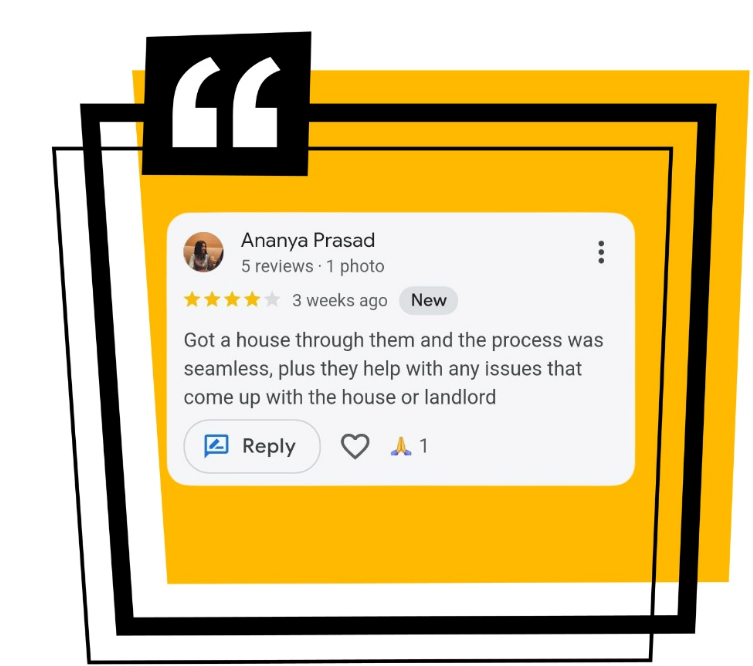 “
Ananya Prasad
5 reviews · 1 photo
3 weeks ago New
Got a house through them and the process was
seamless, plus they help with any issues that
come up with the house or landlord
Reply
🙏 1